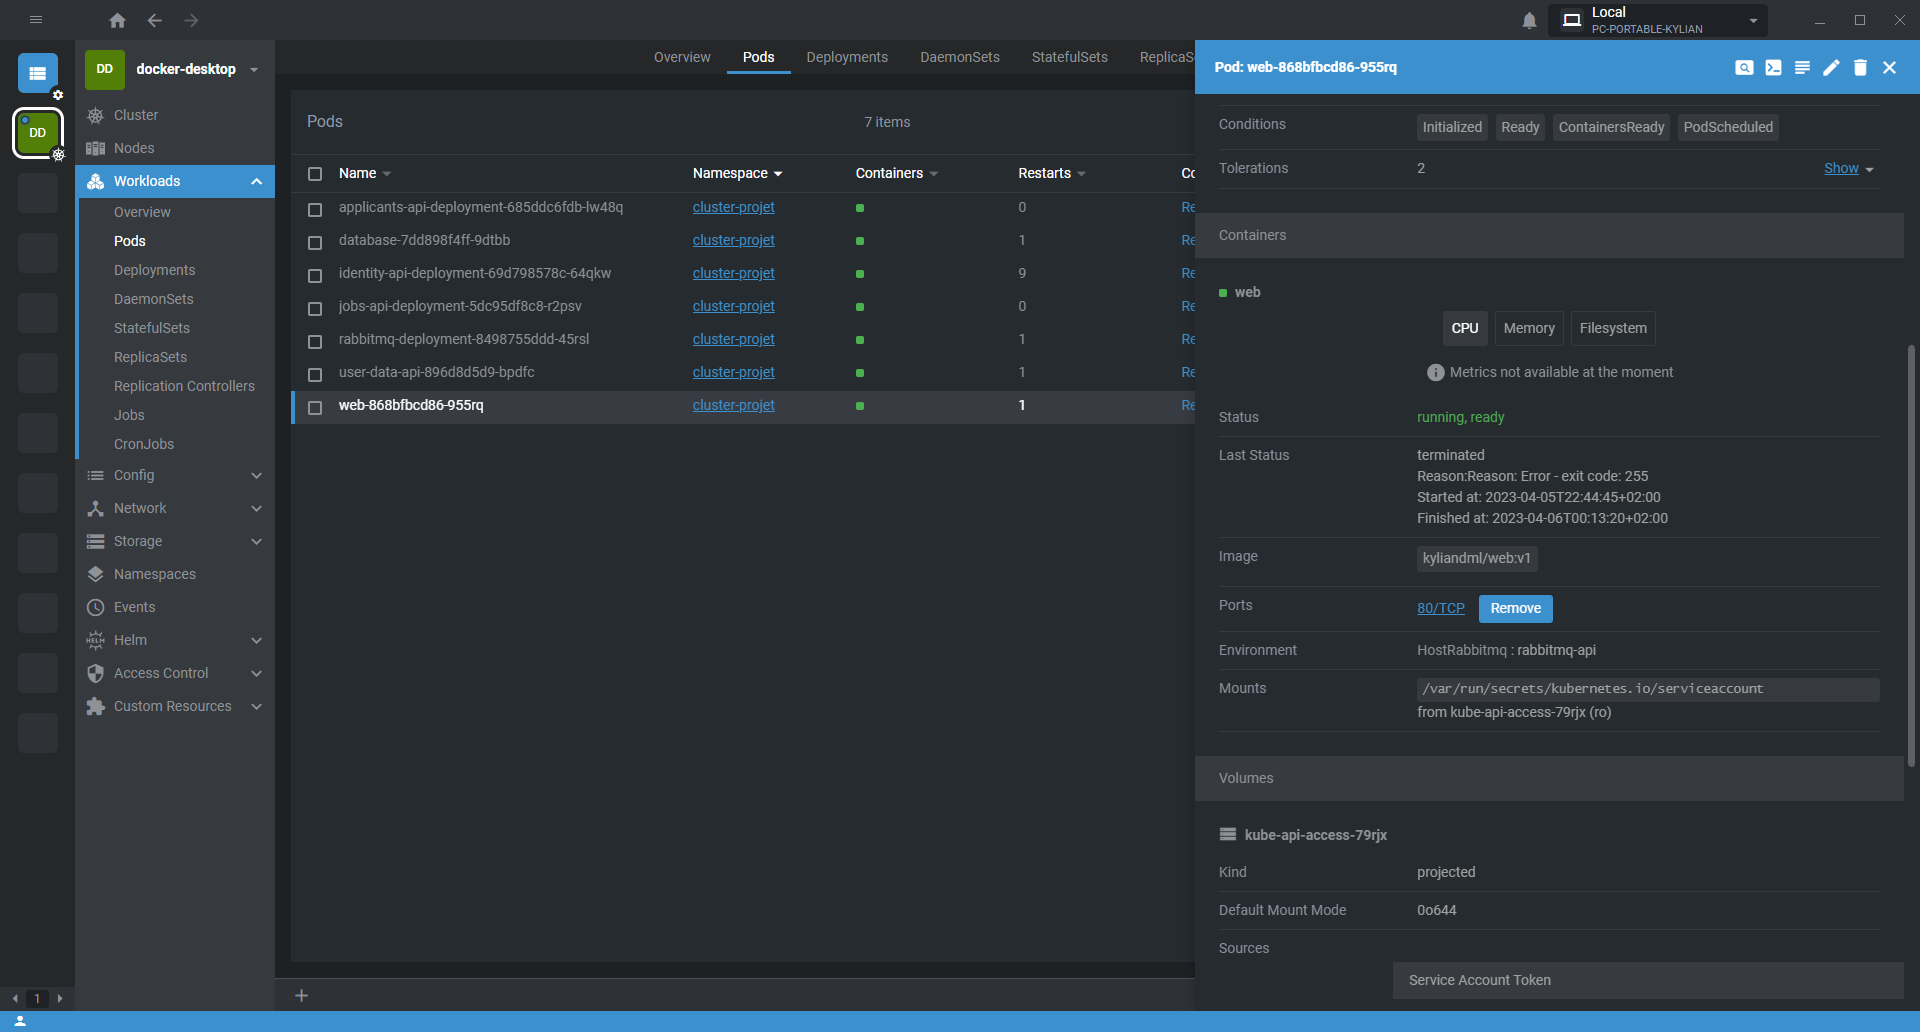 Local
PC-PORTABLE-KYLIAN
DD
docker-desktop
DD
Cluster
Nodes
Workloads
Overview
Pods
Deployments
DaemonSets
StatefulSets
ReplicaSets
Replication Controllers
Jobs
CronJobs
Config
Network
Storage
Namespaces
Events
HELM
Helm
Access Control
Custom Resources
1
Overview Pods Deployments DaemonSets StatefulSets ReplicaS
Pods 7 items
Name Namespace Containers Restarts Co
applicants-api-deployment-685ddc6fdb-lw48q cluster-projet 0 Re
database-7dd898f4ff-9dtbb cluster-projet 1 Re
identity-api-deployment-69d798578c-64qkw cluster-projet 9 Re
jobs-api-deployment-5dc95df8c8-r2psv cluster-projet 0 Re
rabbitmq-deployment-8498755ddd-45rsl cluster-projet 1 Re
user-data-api-896d8d5d9-bpdfc cluster-projet 1 Re
web-868bfbcd86-955rq cluster-projet 1 Re
Pod: web-868bfbcd86-955rq
Conditions Initialized Ready ContainersReady PodScheduled
Tolerations 2 Show
Containers
web
CPU Memory Filesystem
Metrics not available at the moment
Status running, ready
Last Status terminated
Reason:Reason: Error - exit code: 255
Started at: 2023-04-05T22:44:45+02:00
Finished at: 2023-04-06T00:13:20+02:00
Image kyliandml/web:v1
Ports 80/TCP Remove
Environment HostRabbitmq : rabbitmq-api
Mounts /var/run/secrets/kubernetes.io/serviceaccount
from kube-api-access-79rjx (ro)
Volumes
kube-api-access-79rjx
Kind projected
Default Mount Mode 0o644
Sources
Service Account Token